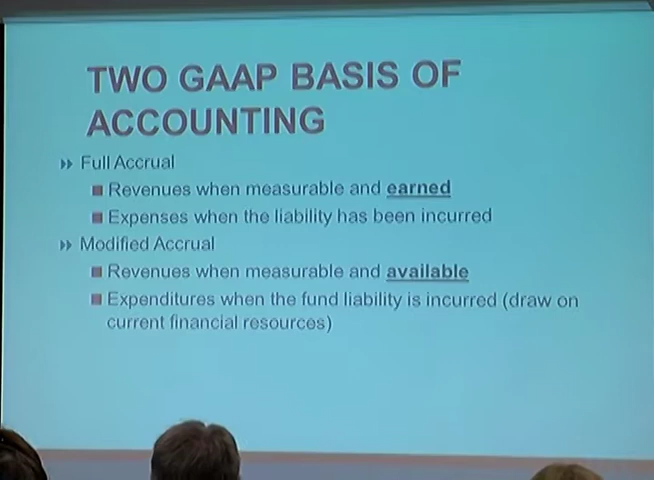 TWO GAAP BASIS OF
ACCOUNTING
Full Accrual
Revenues when measurable and earned
Expenses when the liability has been incurred
Modified Accrual
Revenues when measurable and available
Expenditures when the fund liability is incurred (draw on
current financial resources)